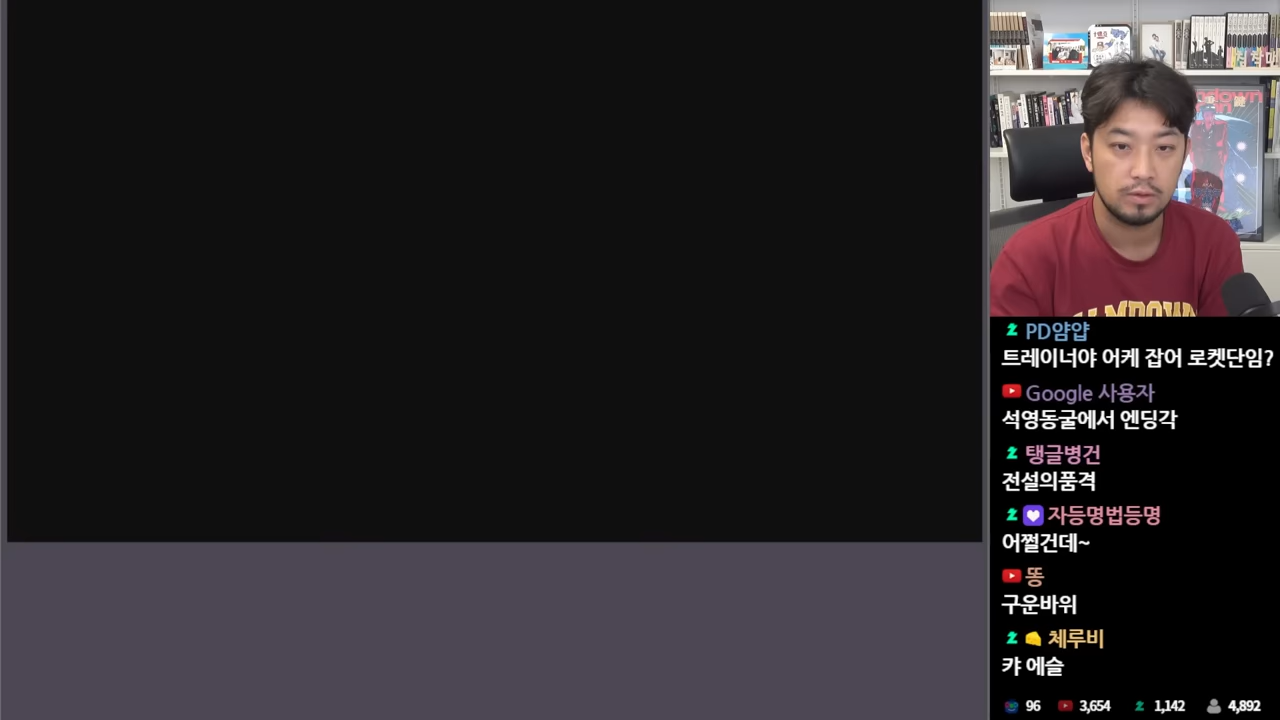 PD얌얍
트레이너야 어케 잡어 로켓단임?
Google 사용자
석영동굴에서 엔딩각
탱글병건
전설의품격
자등명법등명
어쩔건데~
똥
구운바위
체루비
캬 에슬
96 3,654 1,142 4,892